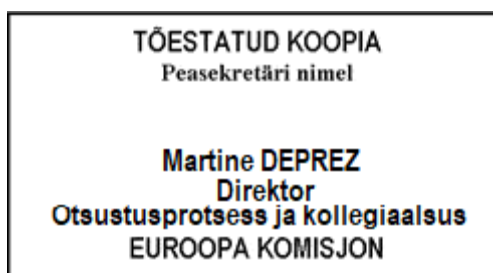 TÕESTATUD KOOPIA
Peasekretäri nimel
Martine DEPREZ
Direktor
Otsustusprotsess ja kollegiaalsus
EUROOPA KOMISJON